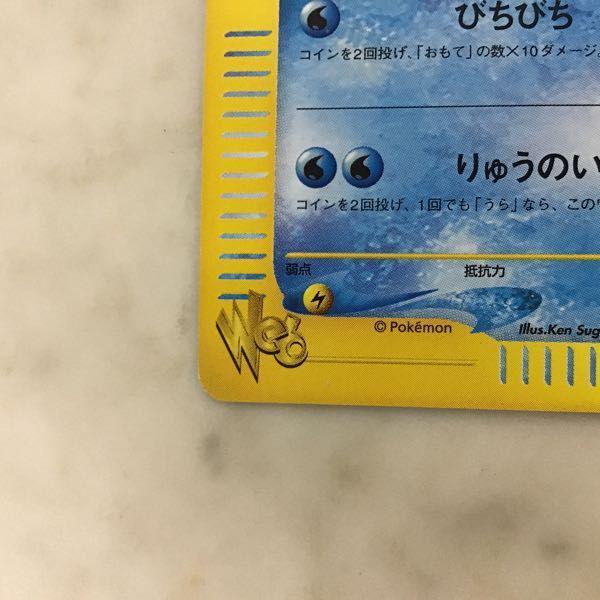 びちびち
コインを2回投げ、「おもて」の数×10ダメージ。
りゅうのい
コインを2回投げ、1回でも「うら」なら、この
弱点 抵抗力
© Pokémon
Illus.Ken Sug
Web